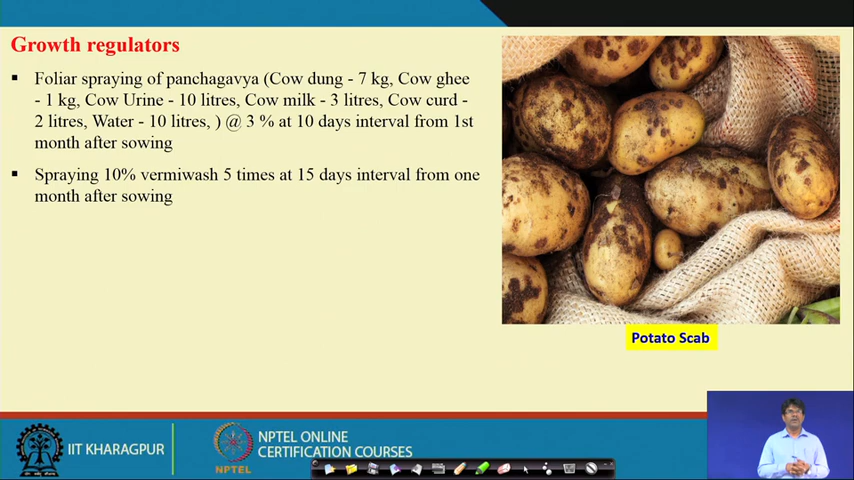 Growth regulators
▪ Foliar spraying of panchagavya (Cow dung - 7 kg, Cow ghee
- 1 kg, Cow Urine - 10 litres, Cow milk - 3 litres, Cow curd -
2 litres, Water - 10 litres, ) @ 3 % at 10 days interval from 1st
month after sowing
▪ Spraying 10% vermiwash 5 times at 15 days interval from one
month after sowing
Potato Scab
IIT KHARAGPUR
NPTEL
NPTEL ONLINE
CERTIFICATION COURSES